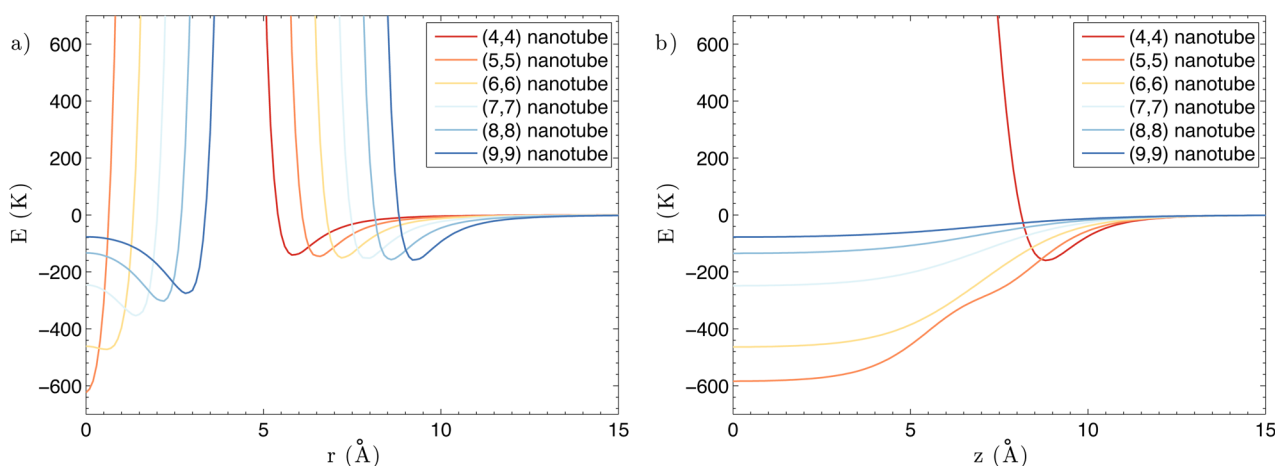 a)
600
400
200
0
−200
−400
−600
E (K)
0
5
10
15
r (Å)
(4,4) nanotube
(5,5) nanotube
(6,6) nanotube
(7,7) nanotube
(8,8) nanotube
(9,9) nanotube
b)
600
400
200
0
−200
−400
−600
E (K)
0
5
10
15
z (Å)
(4,4) nanotube
(5,5) nanotube
(6,6) nanotube
(7,7) nanotube
(8,8) nanotube
(9,9) nanotube